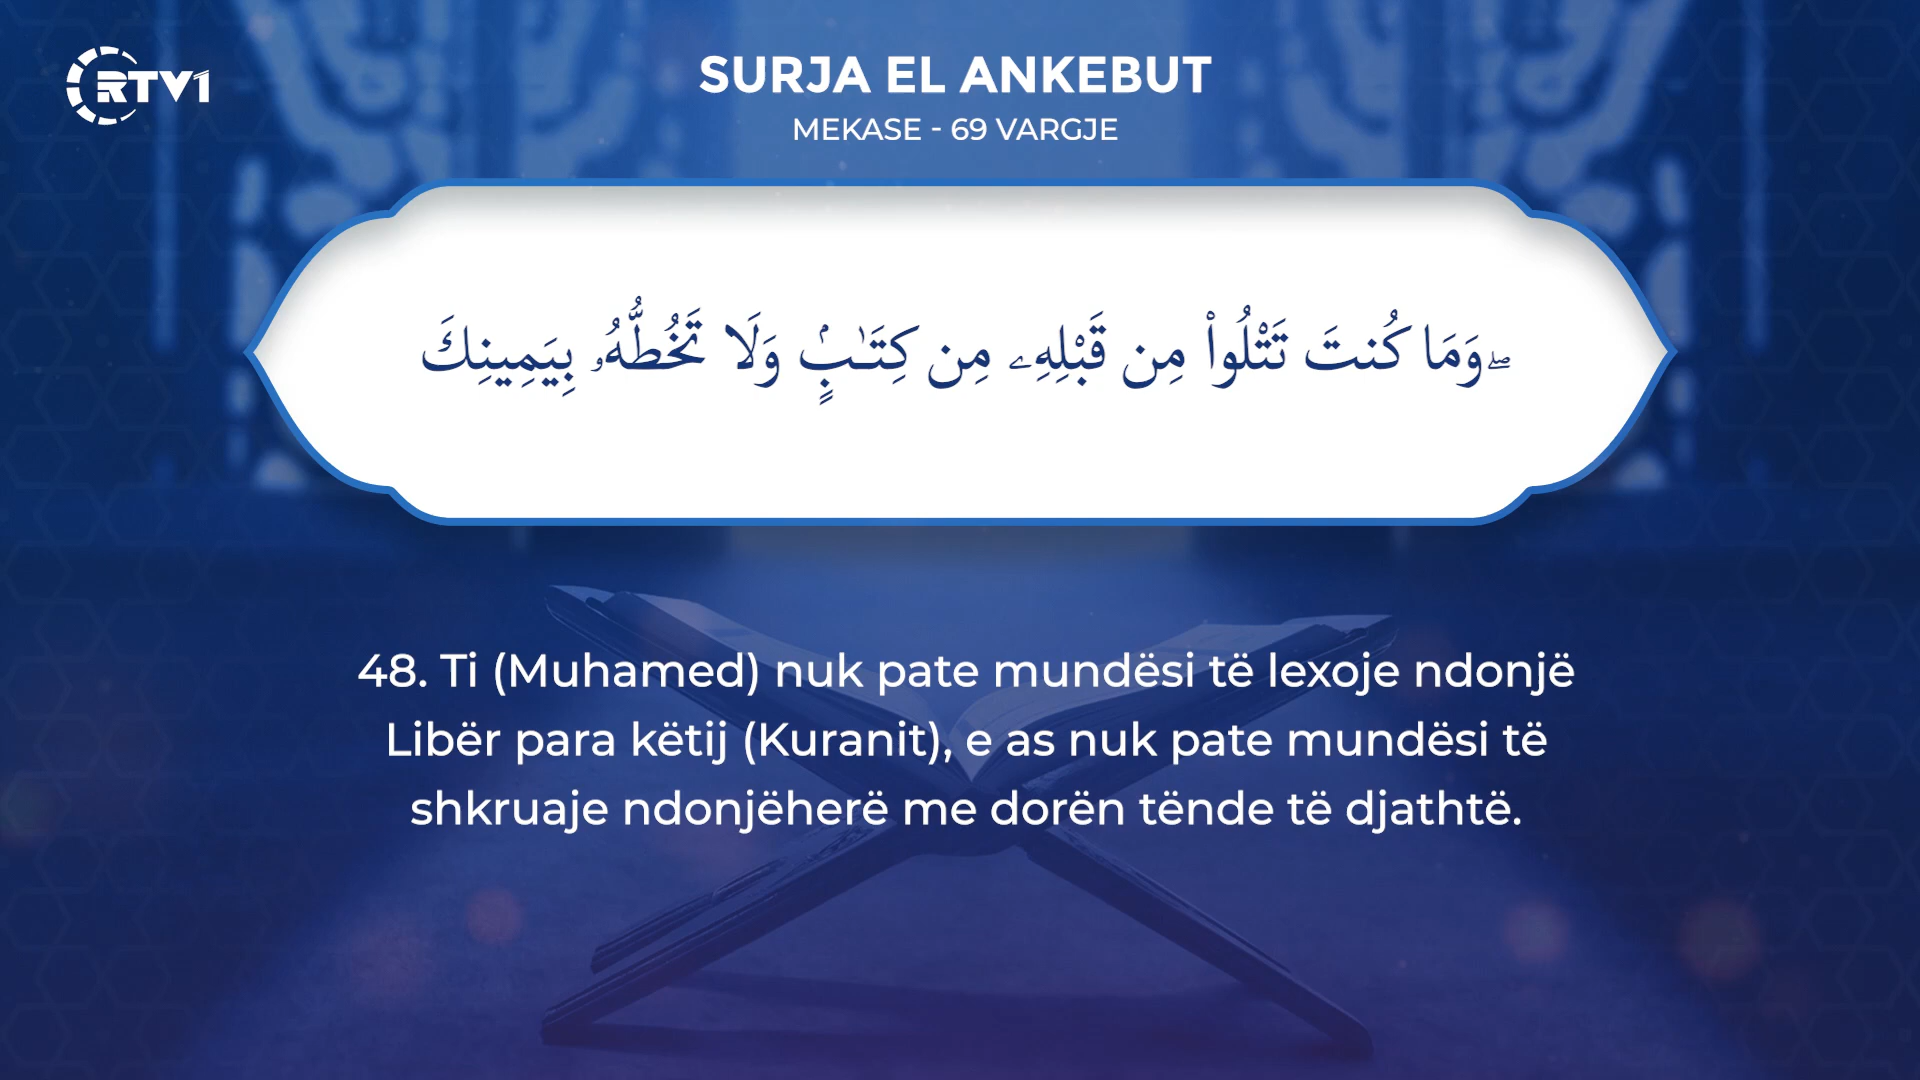 RTV1
SURJA EL ANKEBUT
MEKASE - 69 VARGJE
ۖوَمَا كُنتَ تَتْلُوا۟ مِن قَبْلِهِۦ مِن كِتَـٰبٍۢ وَلَا تَخُطُّهُۥ بِيَمِينِكَ
48. Ti (Muhamed) nuk pate mundësi të lexoje ndonjë
Libër para këtij (Kuranit), e as nuk pate mundësi të
shkruaje ndonjëherë me dorën tënde të djathtë.